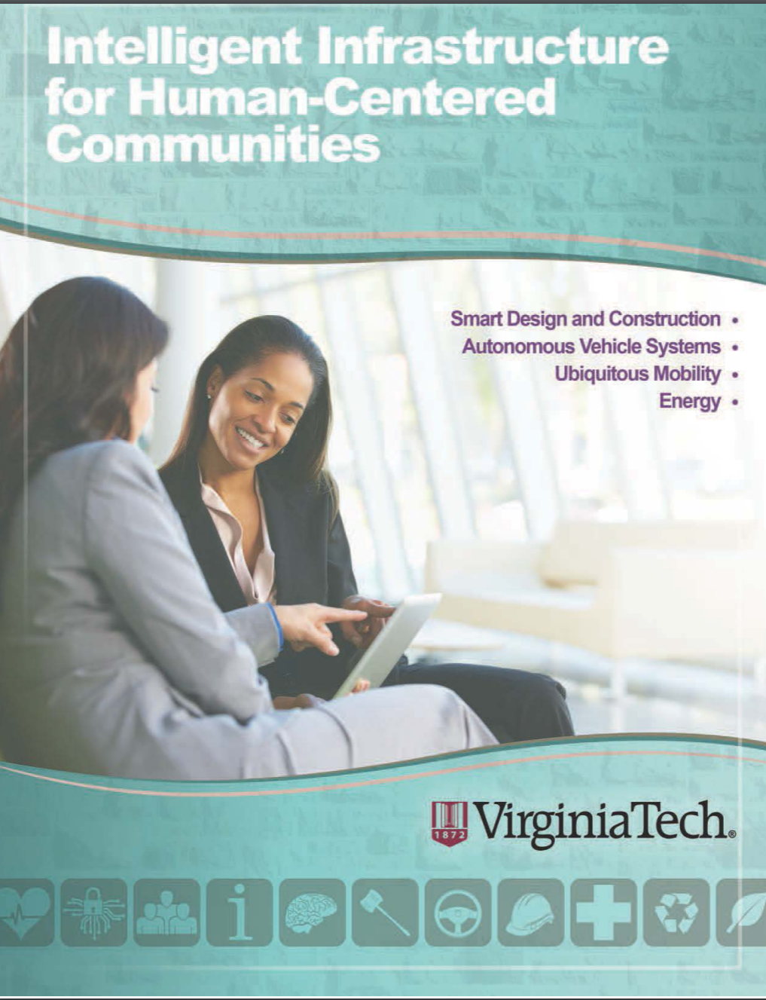 Intelligent Infrastructure
for Human-Centered
Communities
Smart Design and Construction •
Autonomous Vehicle Systems •
Ubiquitous Mobility •
Energy •
1872
VirginiaTech®
i